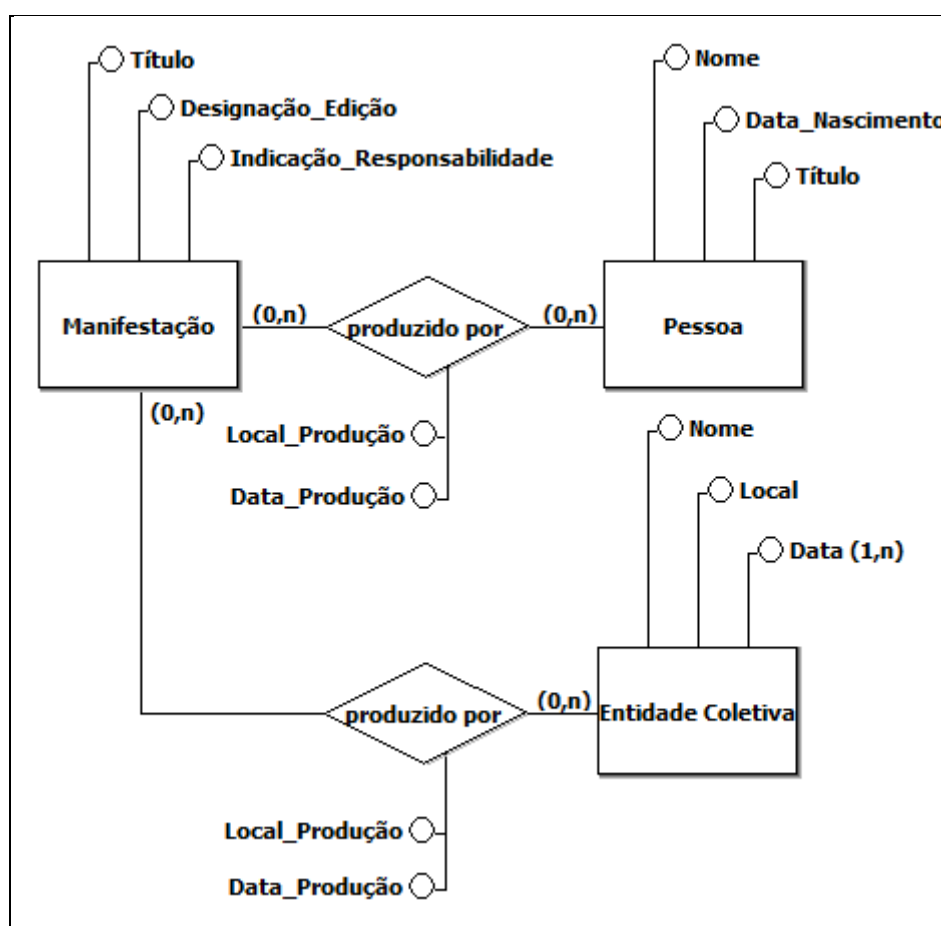 Título
Designação_Edição
Indicação_Responsabilidade
Nome
Data_Nascimento
Título
Manifestação
(0,n)
produzido por
(0,n)
Pessoa
Local_Produção
Data_Produção
(0,n)
Nome
Local
Data (1,n)
produzido por
(0,n)
Entidade Coletiva
Local_Produção
Data_Produção